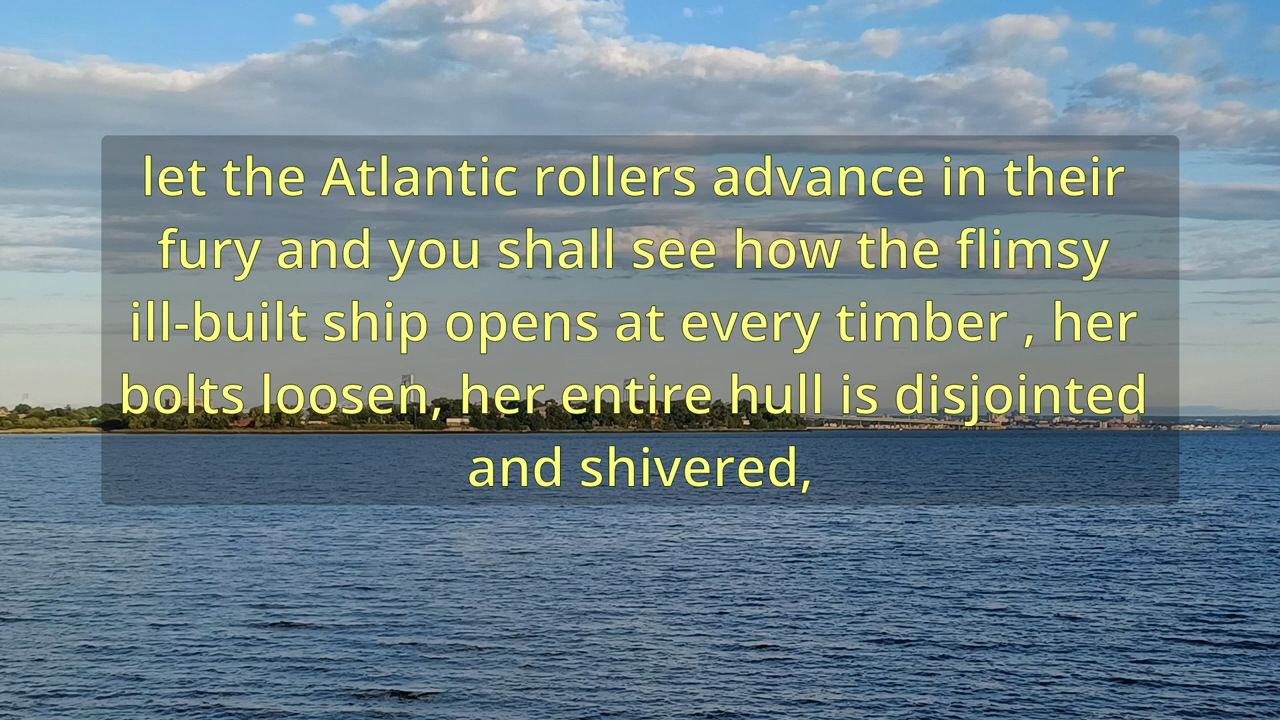 let the Atlantic rollers advance in their
fury and you shall see how the flimsy
ill-built ship opens at every timber , her
bolts loosen, her entire hull is disjointed
and shivered,